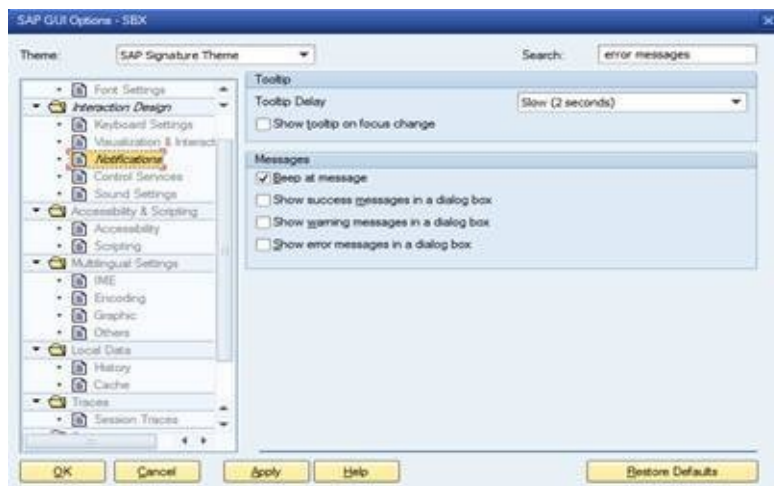 SAP GUI Options - SBX
Theme: SAP Signature Theme
Search: error messages
Font Settings
Interaction Design
Keyboard Settings
Visualization & Interact
Notifications
Control Services
Sound Settings
Accessibility & Scripting
Accessibility
Scripting
Multilingual Settings
IME
Encoding
Graphic
Others
Local Data
History
Cache
Traces
Session Traces
Tooltip
Tooltip Delay
Slow (2 seconds)
Show tooltip on focus change
Messages
Beep at message
Show success messages in a dialog box
Show warning messages in a dialog box
Show error messages in a dialog box
OK
Cancel
Apply
Help
Restore Defaults